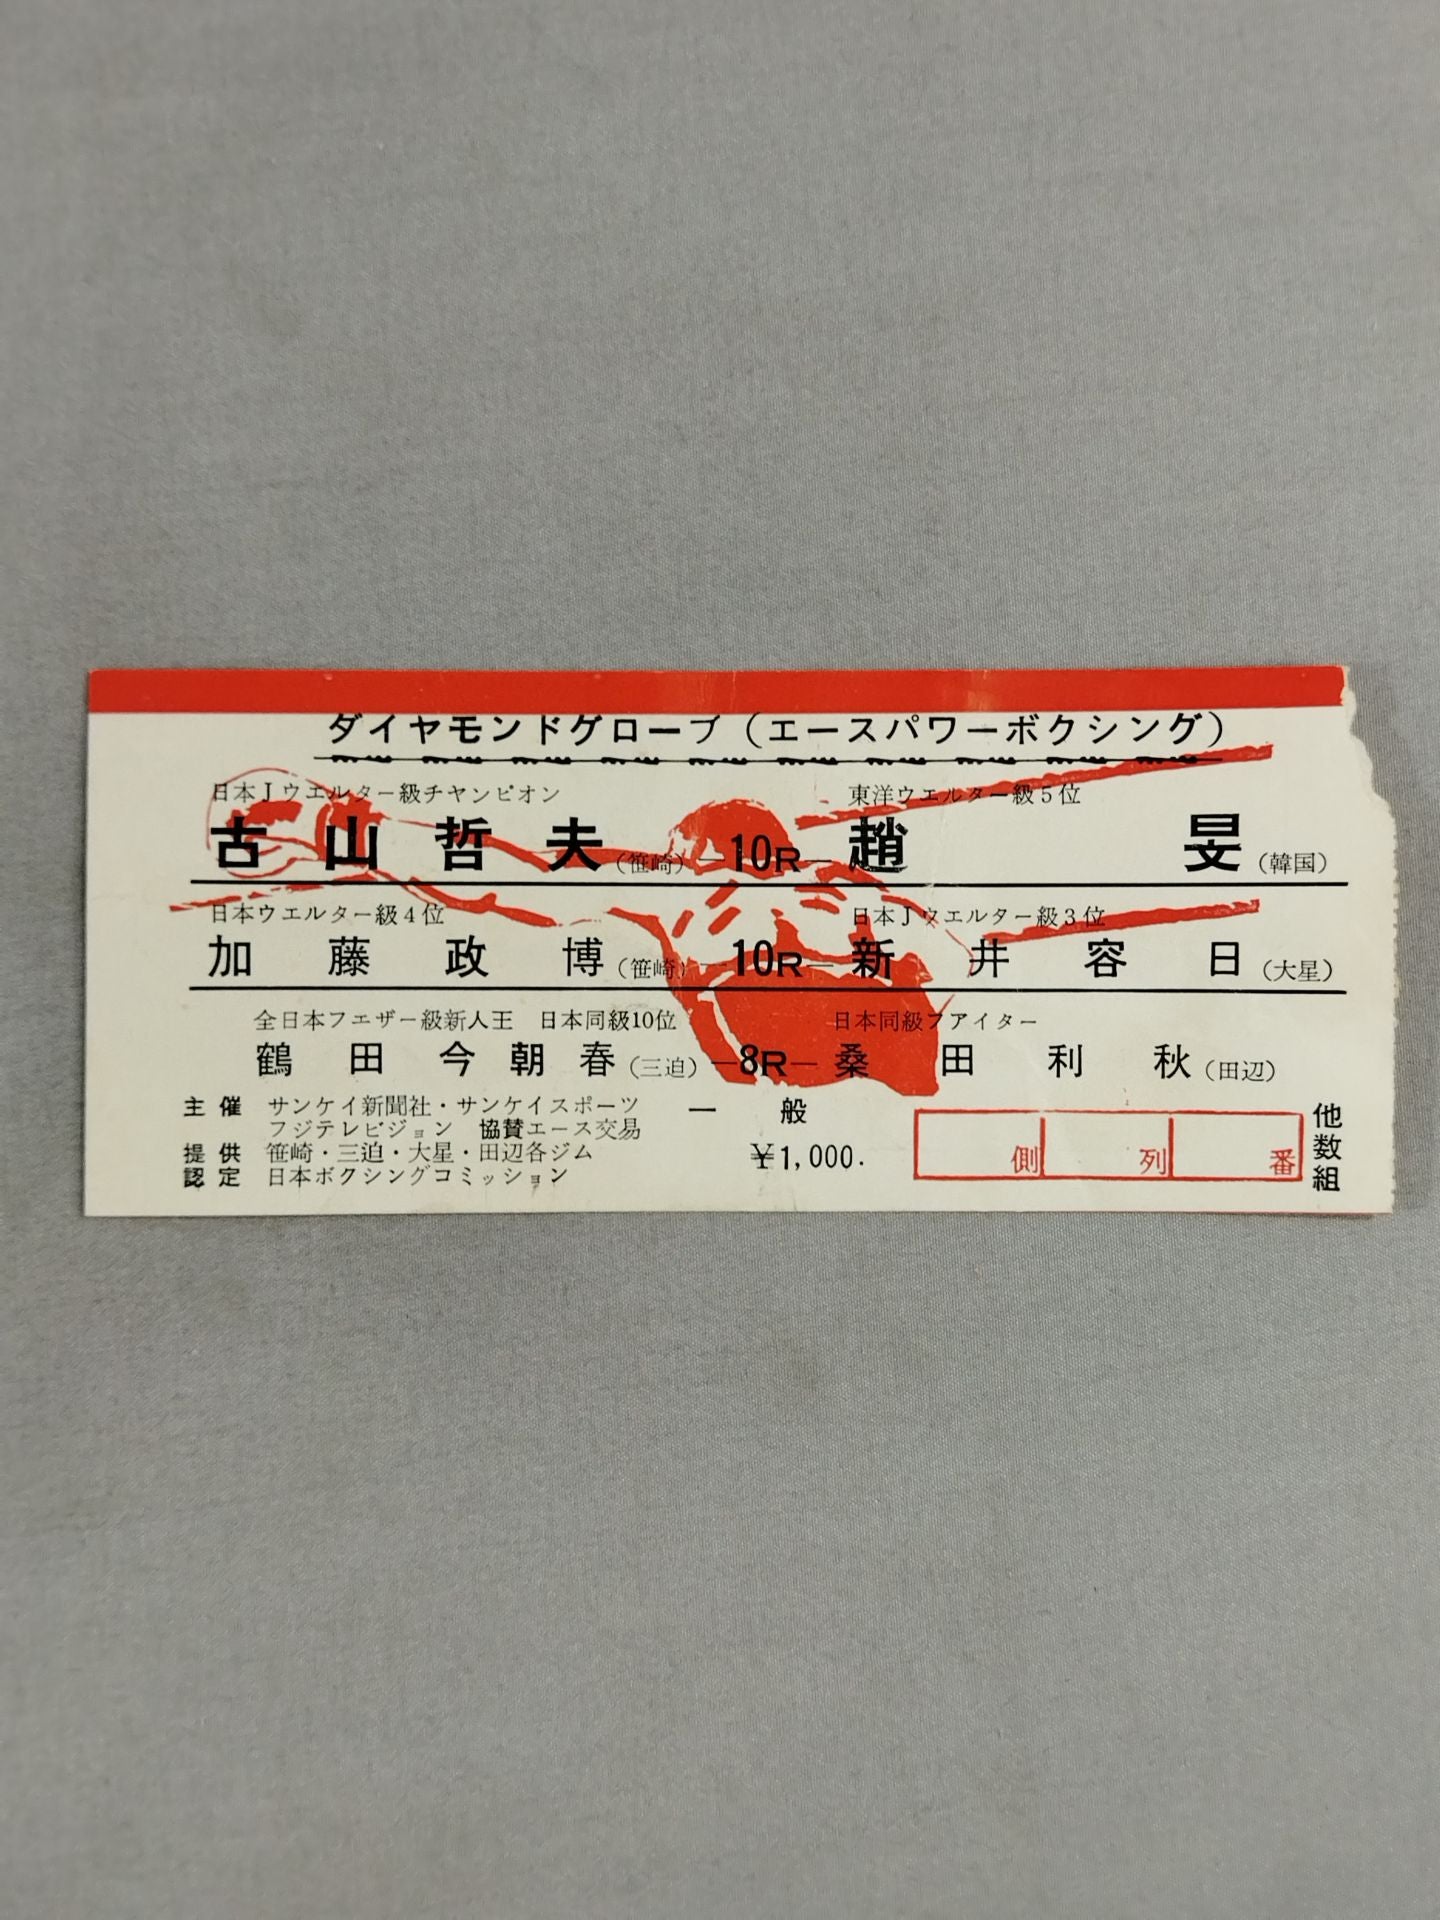 ダイヤモンドグローブ（エースパワーボクシング）
日本Ｊウエルター級チヤンピオン　東洋ウエルター級５位
古山哲夫（笹崎）―10R―趙旻（韓国）
日本ウエルター級４位　日本Ｊウエルター級３位
加藤政博（笹崎）―10R―新井容日（大星）
全日本フエザー級新人王　日本同級10位　日本同級フアイター
鶴田今朝春（三迫）―8R―桑田利秋（田辺）
主催　サンケイ新聞社・サンケイスポーツ
フジテレビジョン　協賛エース交易
提供　笹崎・三迫・大星・田辺各ジム
認定　日本ボクシングコミッション
一般
￥1,000.
側　列　番
他数組